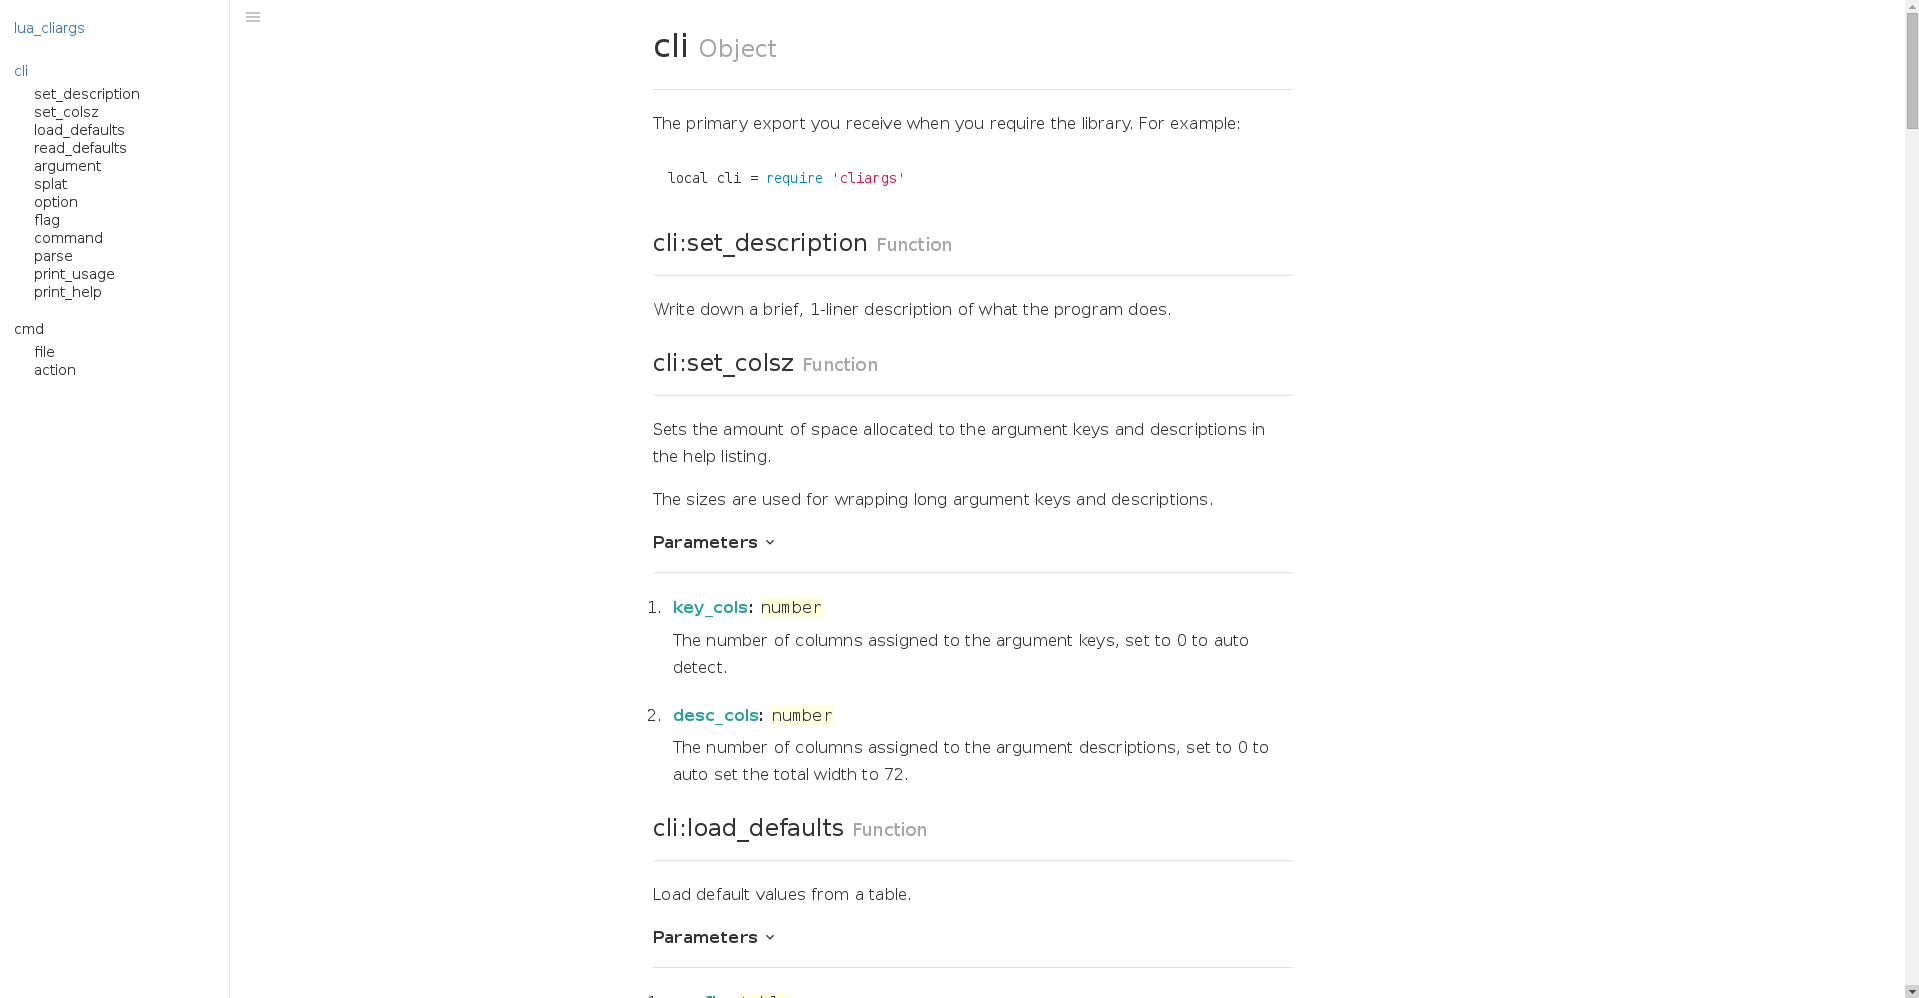 lua_cliargs
cli
set_description
set_colsz
load_defaults
read_defaults
argument
splat
option
flag
command
parse
print_usage
print_help
cmd
file
action
cli Object
The primary export you receive when you require the library. For example:
local cli = require 'cliargs'
cli:set_description Function
Write down a brief, 1-liner description of what the program does.
cli:set_colsz Function
Sets the amount of space allocated to the argument keys and descriptions in
the help listing.
The sizes are used for wrapping long argument keys and descriptions.
Parameters
1. key_cols: number
The number of columns assigned to the argument keys, set to 0 to auto
detect.
2. desc_cols: number
The number of columns assigned to the argument descriptions, set to 0 to
auto set the total width to 72.
cli:load_defaults Function
Load default values from a table.
Parameters